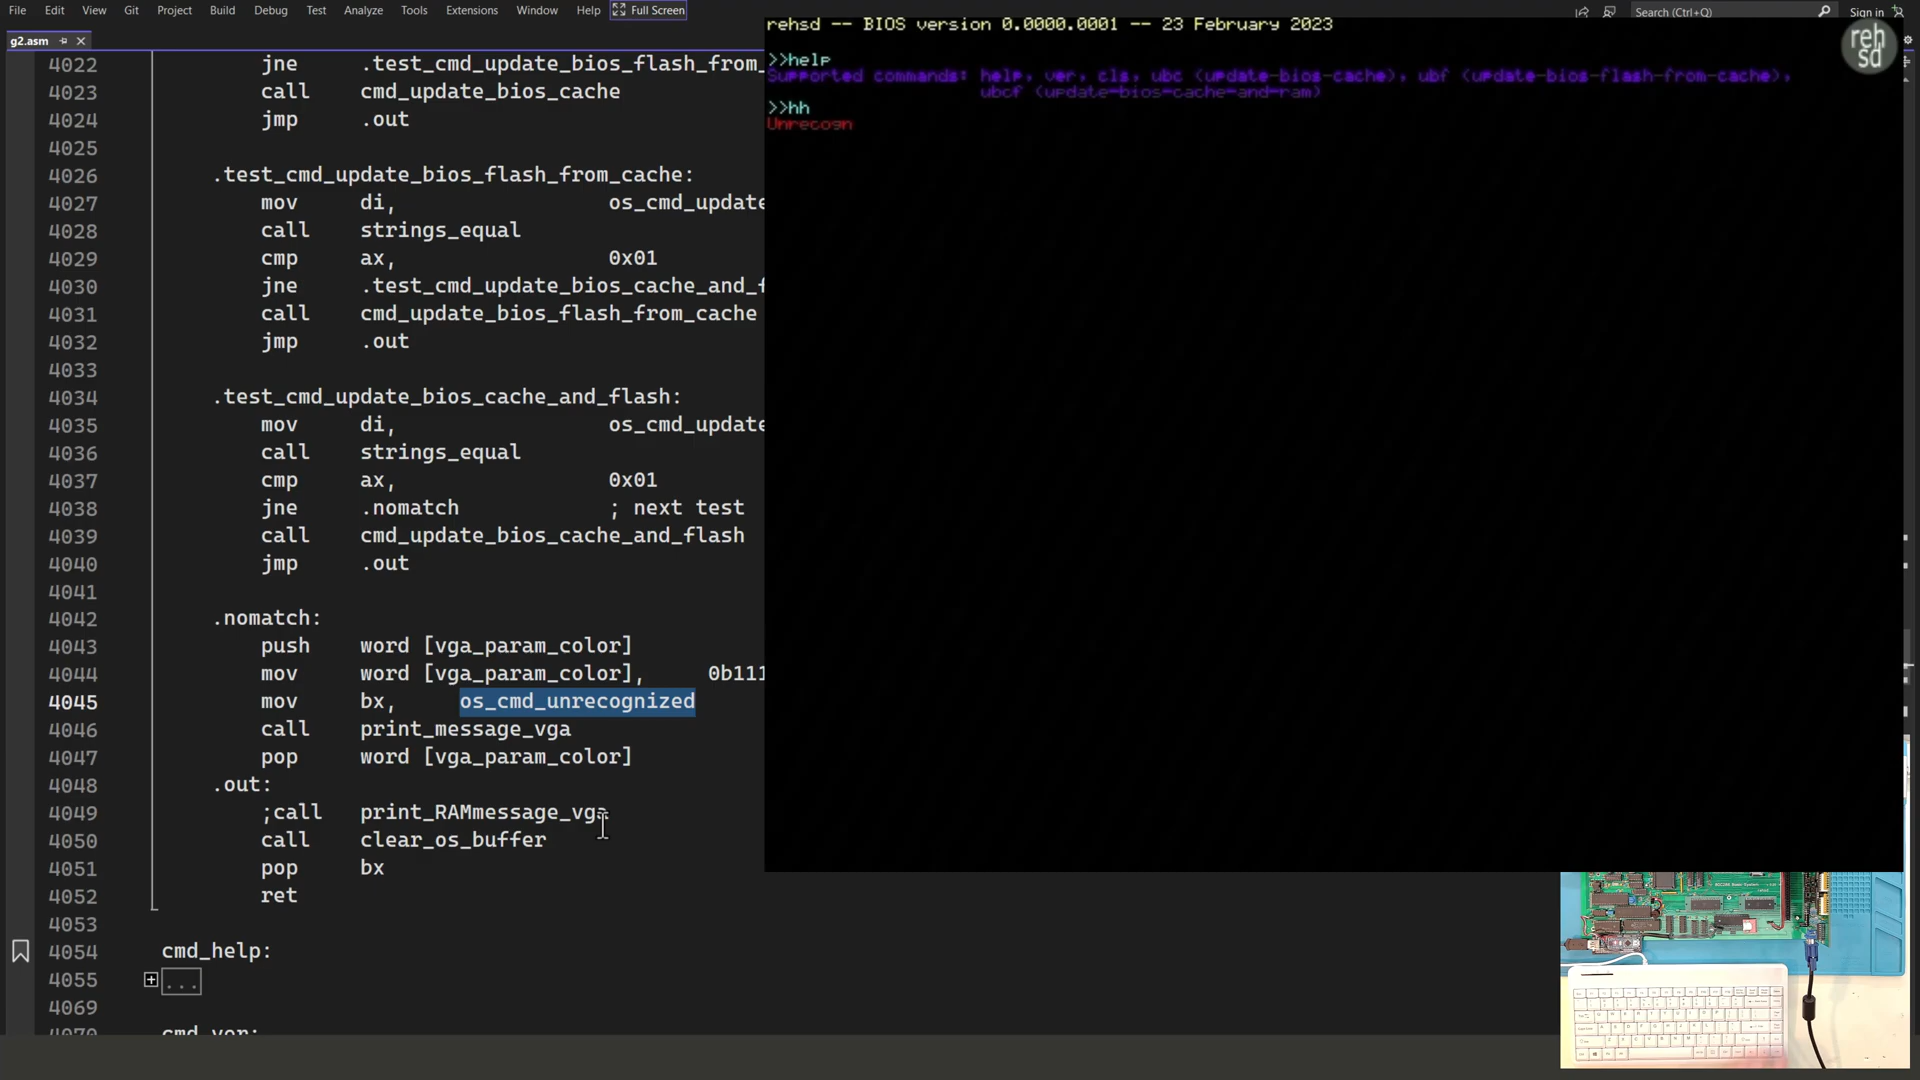 File Edit View Git Project Build Debug Test Analyze Tools Extensions Window Help Full Screen
Search (Ctrl+Q)
Sign in
g2.asm
reh
sd
4022 jne .test_cmd_update_bios_flash_from_
4023 call cmd_update_bios_cache
4024 jmp .out
4025
4026 .test_cmd_update_bios_flash_from_cache:
4027 mov di, os_cmd_update
4028 call strings_equal
4029 cmp ax, 0x01
4030 jne .test_cmd_update_bios_cache_and_f
4031 call cmd_update_bios_flash_from_cache
4032 jmp .out
4033
4034 .test_cmd_update_bios_cache_and_flash:
4035 mov di, os_cmd_update
4036 call strings_equal
4037 cmp ax, 0x01
4038 jne .nomatch ; next test
4039 call cmd_update_bios_cache_and_flash
4040 jmp .out
4041
4042 .nomatch:
4043 push word [vga_param_color]
4044 mov word [vga_param_color], 0b111
4045 mov bx, os_cmd_unrecognized
4046 call print_message_vga
4047 pop word [vga_param_color]
4048 .out:
4049 ;call print_RAMmessage_vga
4050 call clear_os_buffer
4051 pop bx
4052 ret
4053
4054 cmd_help:
4055 ...
4069
4070 cmd_ver:
rehsd -- BIOS version 0.0000.0001 -- 23 February 2023
>>help
Supported commands: help, ver, cls, ubc (update-bios-cache), ubf (update-bios-flash-from-cache),
ubcf (update-bios-cache-and-ram)
>>hh
Unrecogn